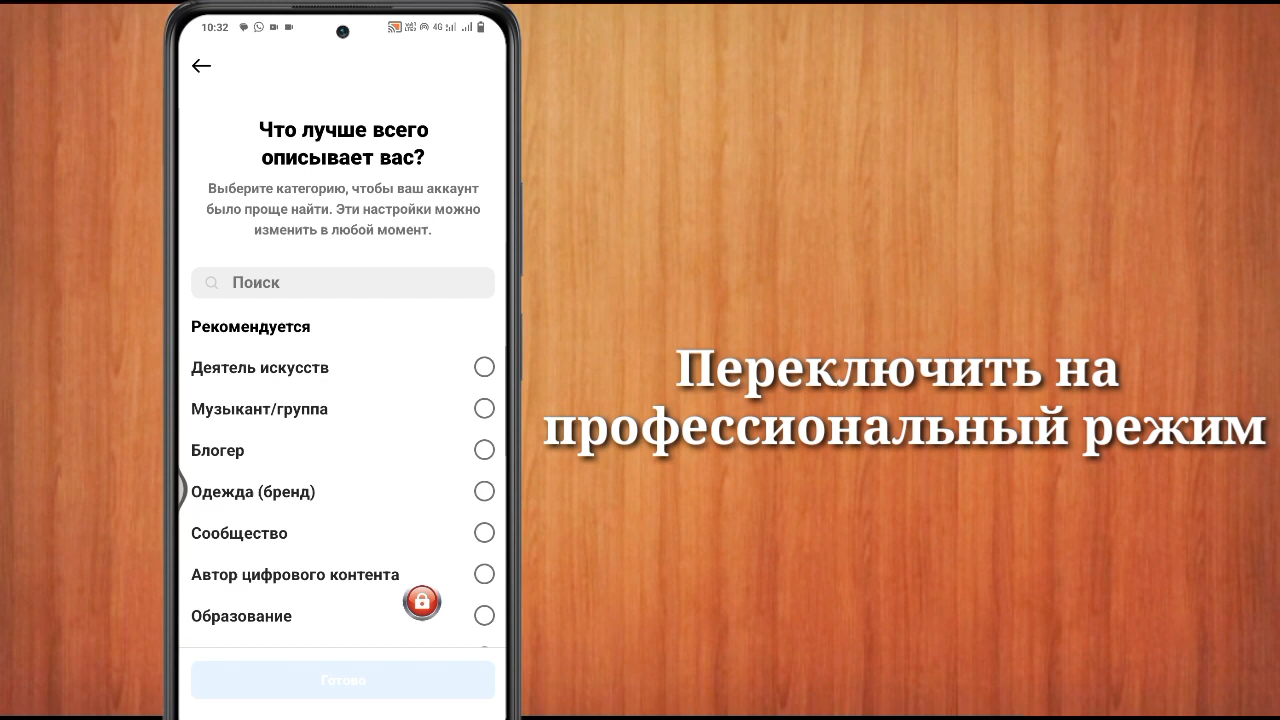 10:32
4G
Что лучше всего
описывает вас?
Выберите категорию, чтобы ваш аккаунт
было проще найти. Эти настройки можно
изменить в любой момент.
Поиск
Рекомендуется
Деятель искусств
Музыкант/группа
Блогер
Одежда (бренд)
Сообщество
Автор цифрового контента
Образование
Готово
Переключить на
профессиональный режим